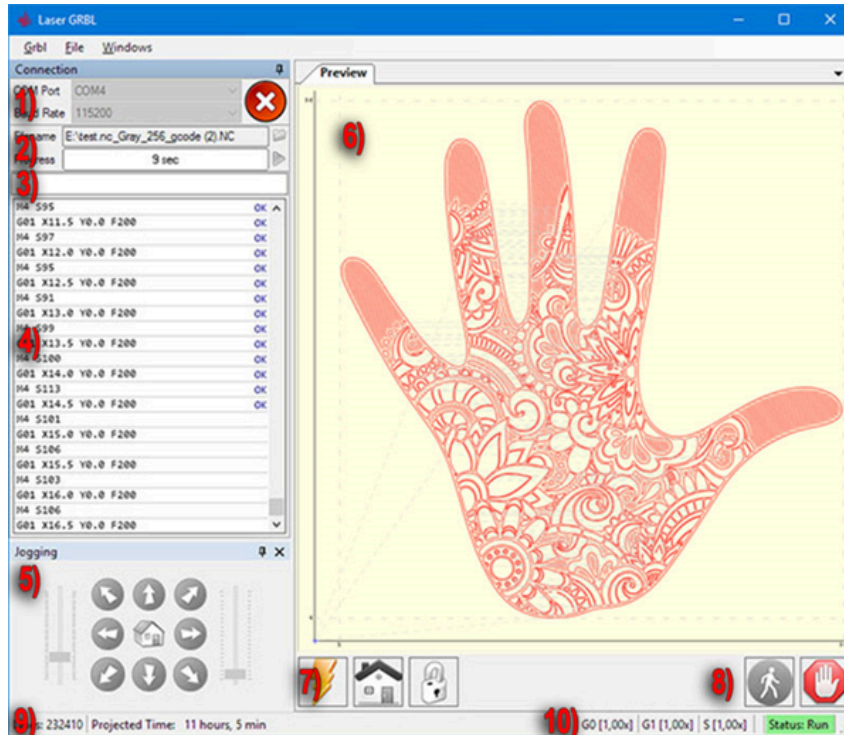 Laser GRBL
Grbl File Windows
Connection
COM Port COM4
1)
Baud Rate 115200
Filename E:\test.nc_Gray_256_gcode (2).NC
2)
Progress 9 sec
3)
M4 S95 OK
G01 X11.5 Y0.0 F200 OK
M4 S97 OK
G01 X12.0 Y0.0 F200 OK
M4 S95 OK
G01 X12.5 Y0.0 F200 OK
M4 S91 OK
G01 X13.0 Y0.0 F200 OK
M4 S99 OK
4)
G01 X13.5 Y0.0 F200 OK
M4 S100 OK
G01 X14.0 Y0.0 F200 OK
M4 S113 OK
G01 X14.5 Y0.0 F200 OK
M4 S101
G01 X15.0 Y0.0 F200
M4 S106
G01 X15.5 Y0.0 F200
M4 S103
G01 X16.0 Y0.0 F200
M4 S106
G01 X16.5 Y0.0 F200
Jogging
5)
Preview
6)
7)
8)
9) 232410 Projected Time: 11 hours, 5 min
10) G0 [1,00x] G1 [1,00x] S [1,00x] Status: Run